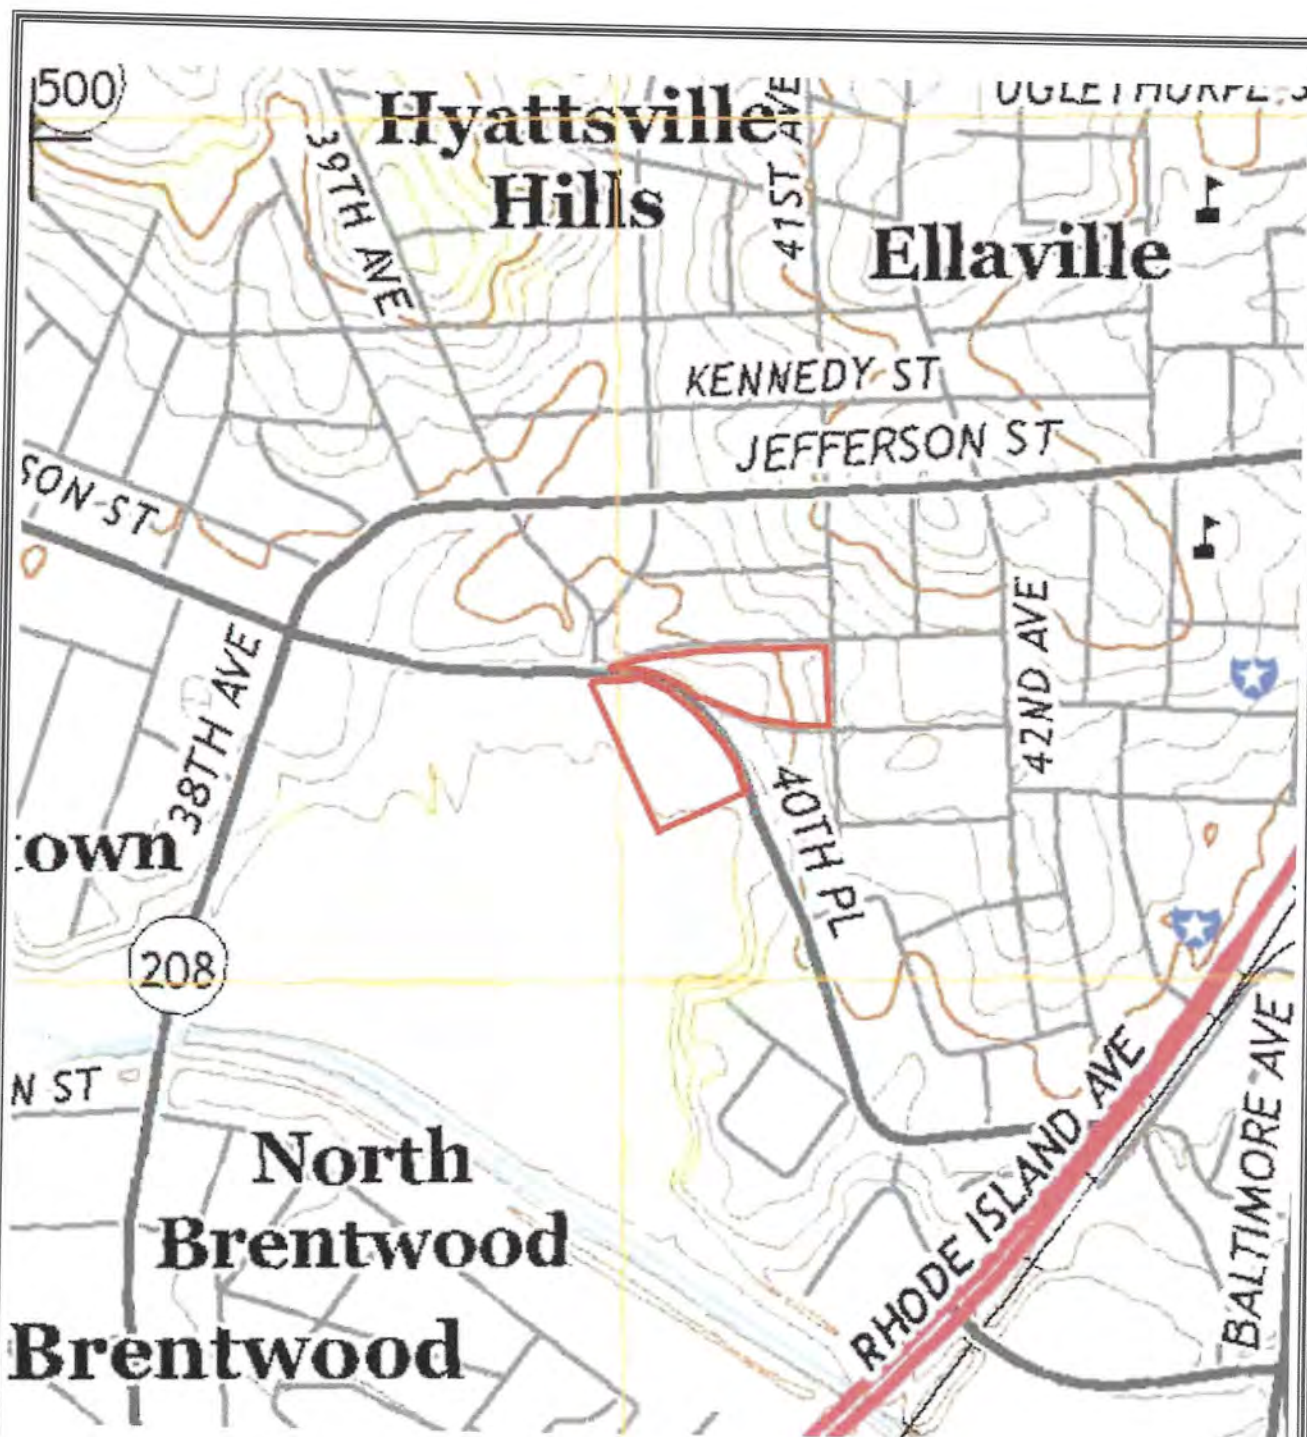 500
Hyattsville
Hills
39TH AVE
41ST AVE
Ellaville
KENNEDY ST
JEFFERSON ST
SON ST
38TH AVE
42ND AVE
40TH PL
own
208
N ST
North
Brentwood
Brentwood
RHODE ISLAND AVE
BALTIMORE AVE